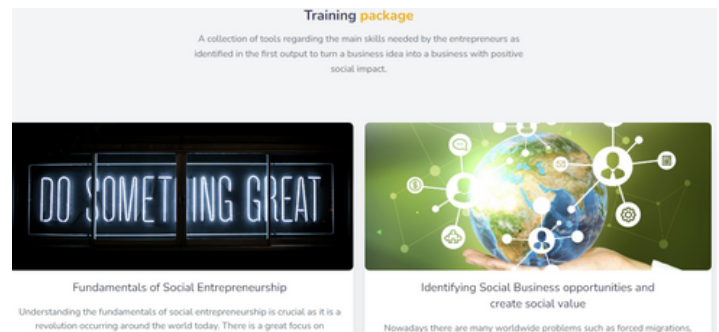 Training package
A collection of tools regarding the main skills needed by the entrepreneurs as
identified in the first output to turn a business idea into a business with positive
social impact.
DO SOMETHING GREAT
Fundamentals of Social Entrepreneurship
Understanding the fundamentals of social entrepreneurship is crucial as it is a
revolution occurring around the world today. There is a great focus on
Identifying Social Business opportunities and
create social value
Nowadays there are many worldwide problems such as forced migrations,